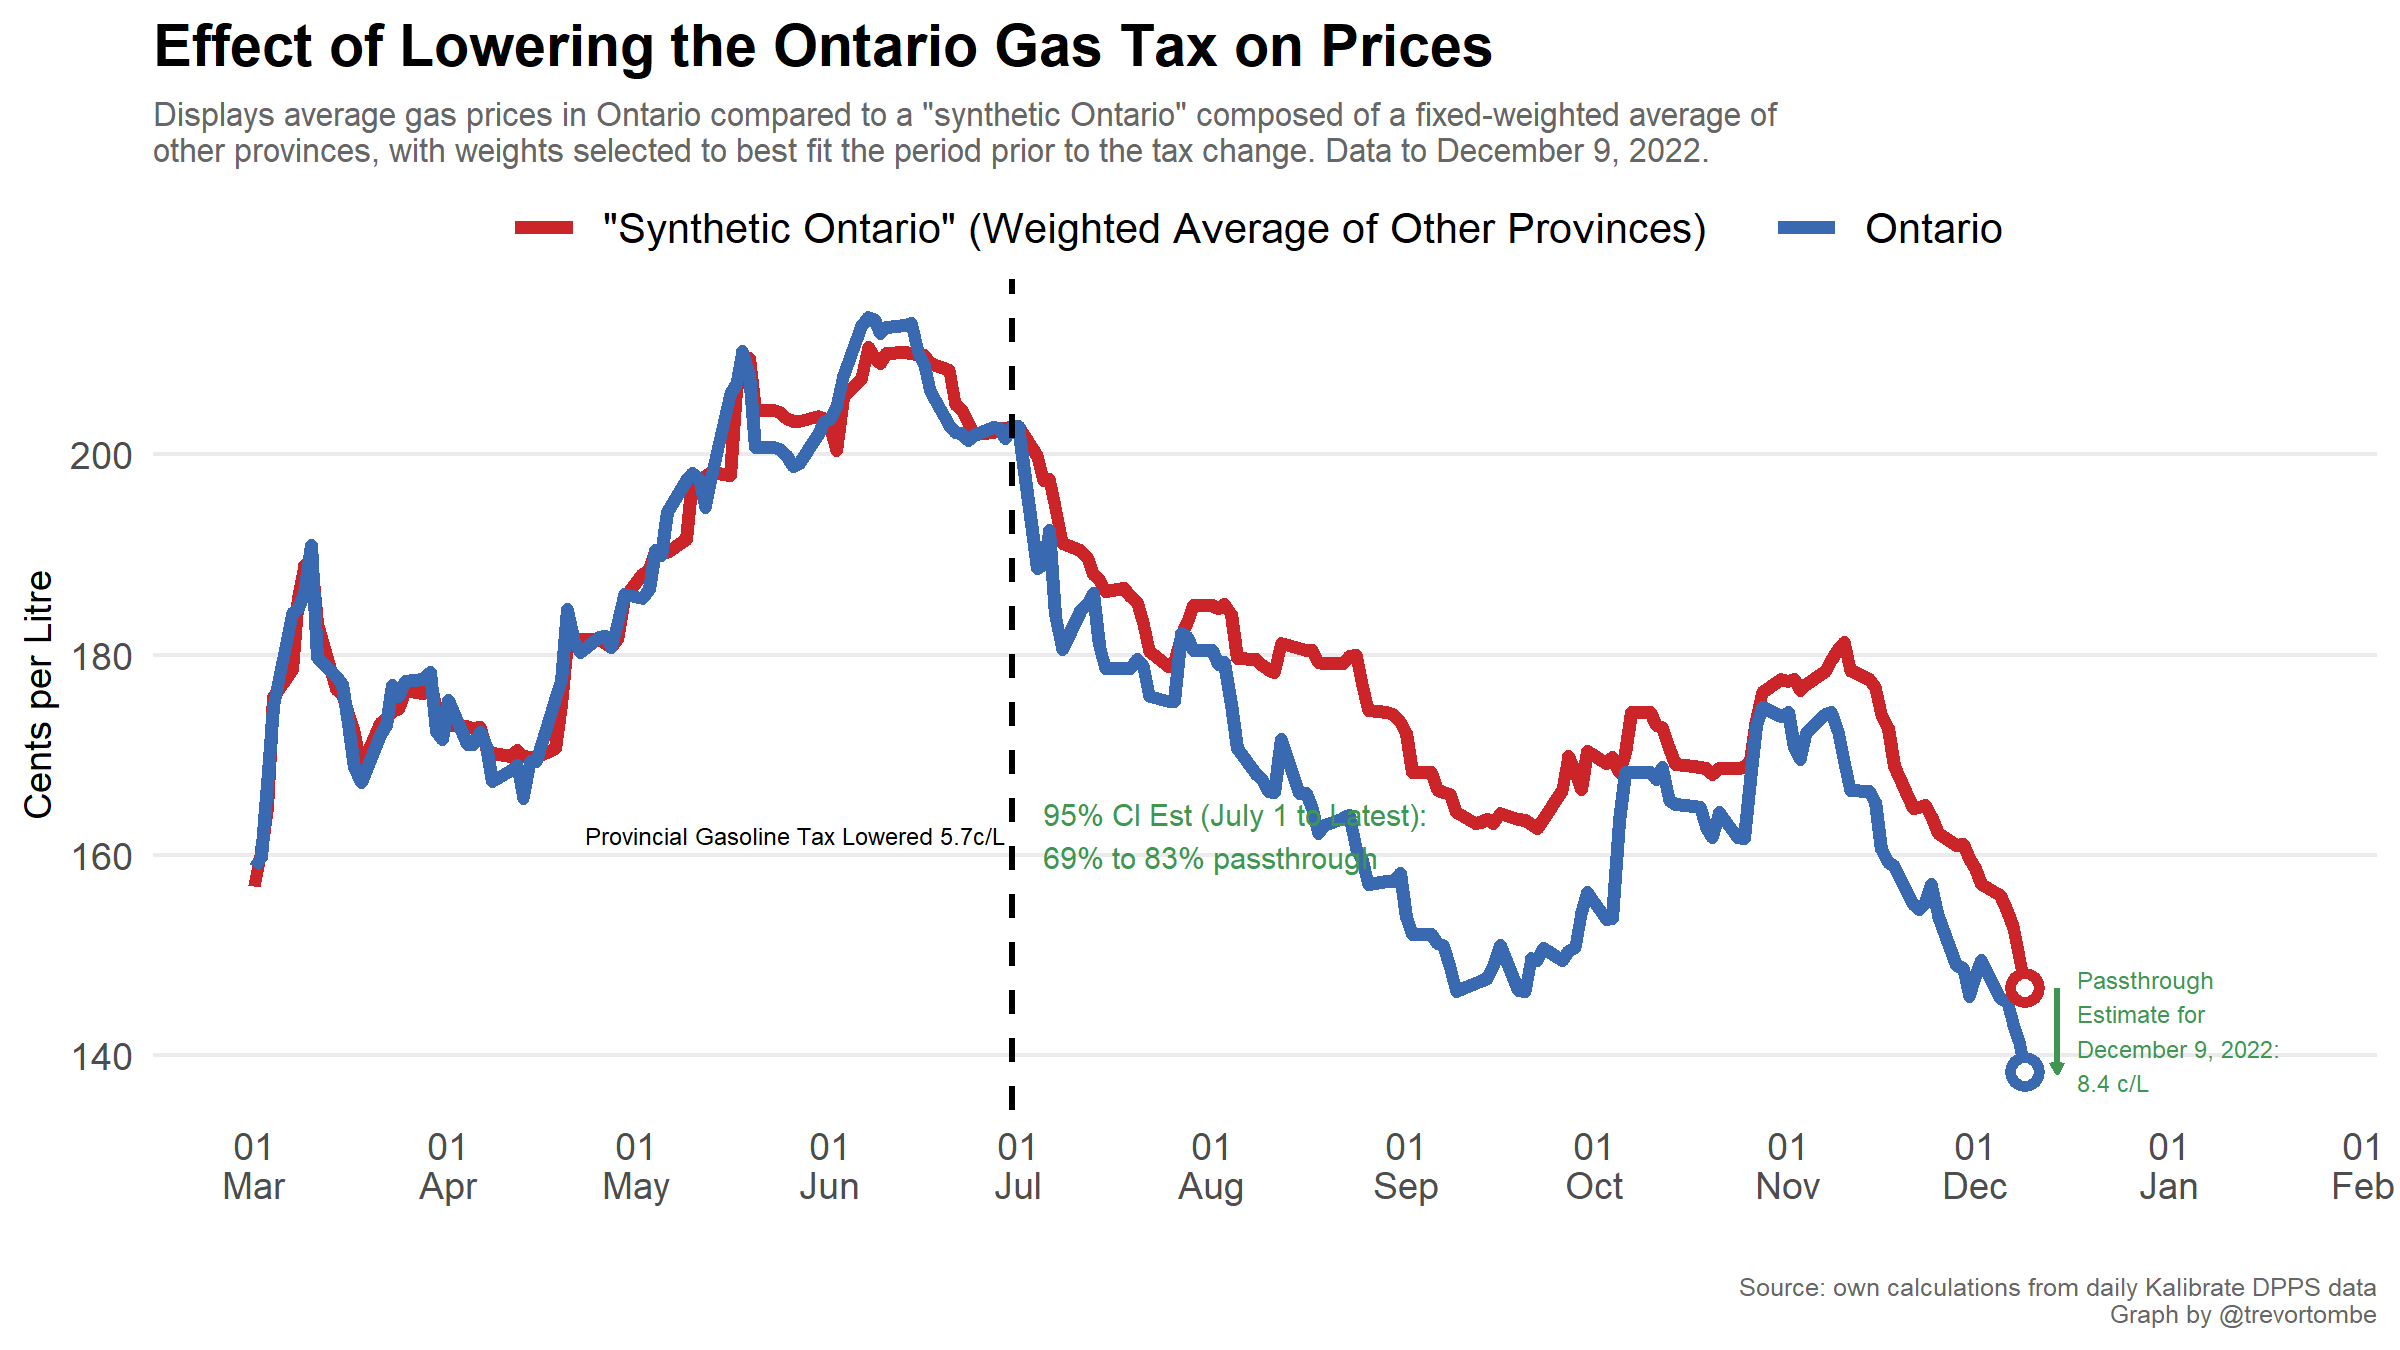 Effect of Lowering the Ontario Gas Tax on Prices
Displays average gas prices in Ontario compared to a "synthetic Ontario" composed of a fixed-weighted average of
other provinces, with weights selected to best fit the period prior to the tax change. Data to December 9, 2022.
"Synthetic Ontario" (Weighted Average of Other Provinces)
Ontario
Cents per Litre
200
180
160
140
Provincial Gasoline Tax Lowered 5.7c/L
95% CI Est (July 1 to Latest):
69% to 83% passthrough
Passthrough
Estimate for
December 9, 2022:
8.4 c/L
01
Mar
01
Apr
01
May
01
Jun
01
Jul
01
Aug
01
Sep
01
Oct
01
Nov
01
Dec
01
Jan
01
Feb
Source: own calculations from daily Kalibrate DPPS data
Graph by @trevortombe